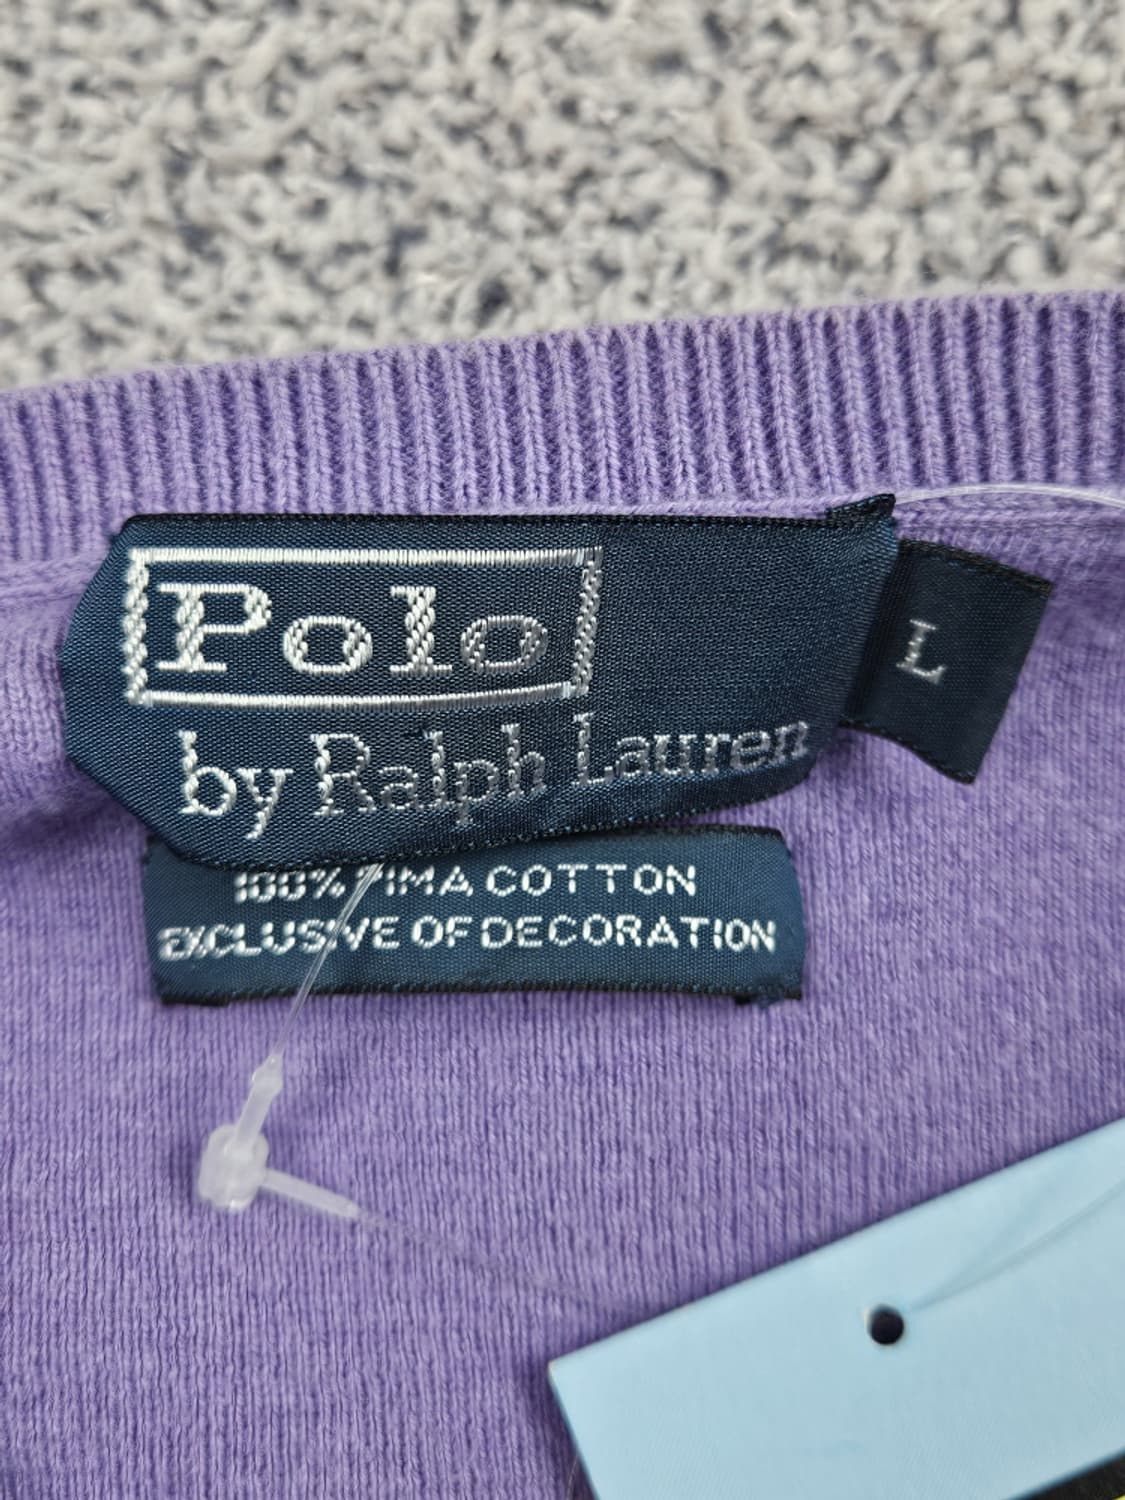 Polo
by Ralph Lauren
L
100% PIMA COTTON
EXCLUSIVE OF DECORATION